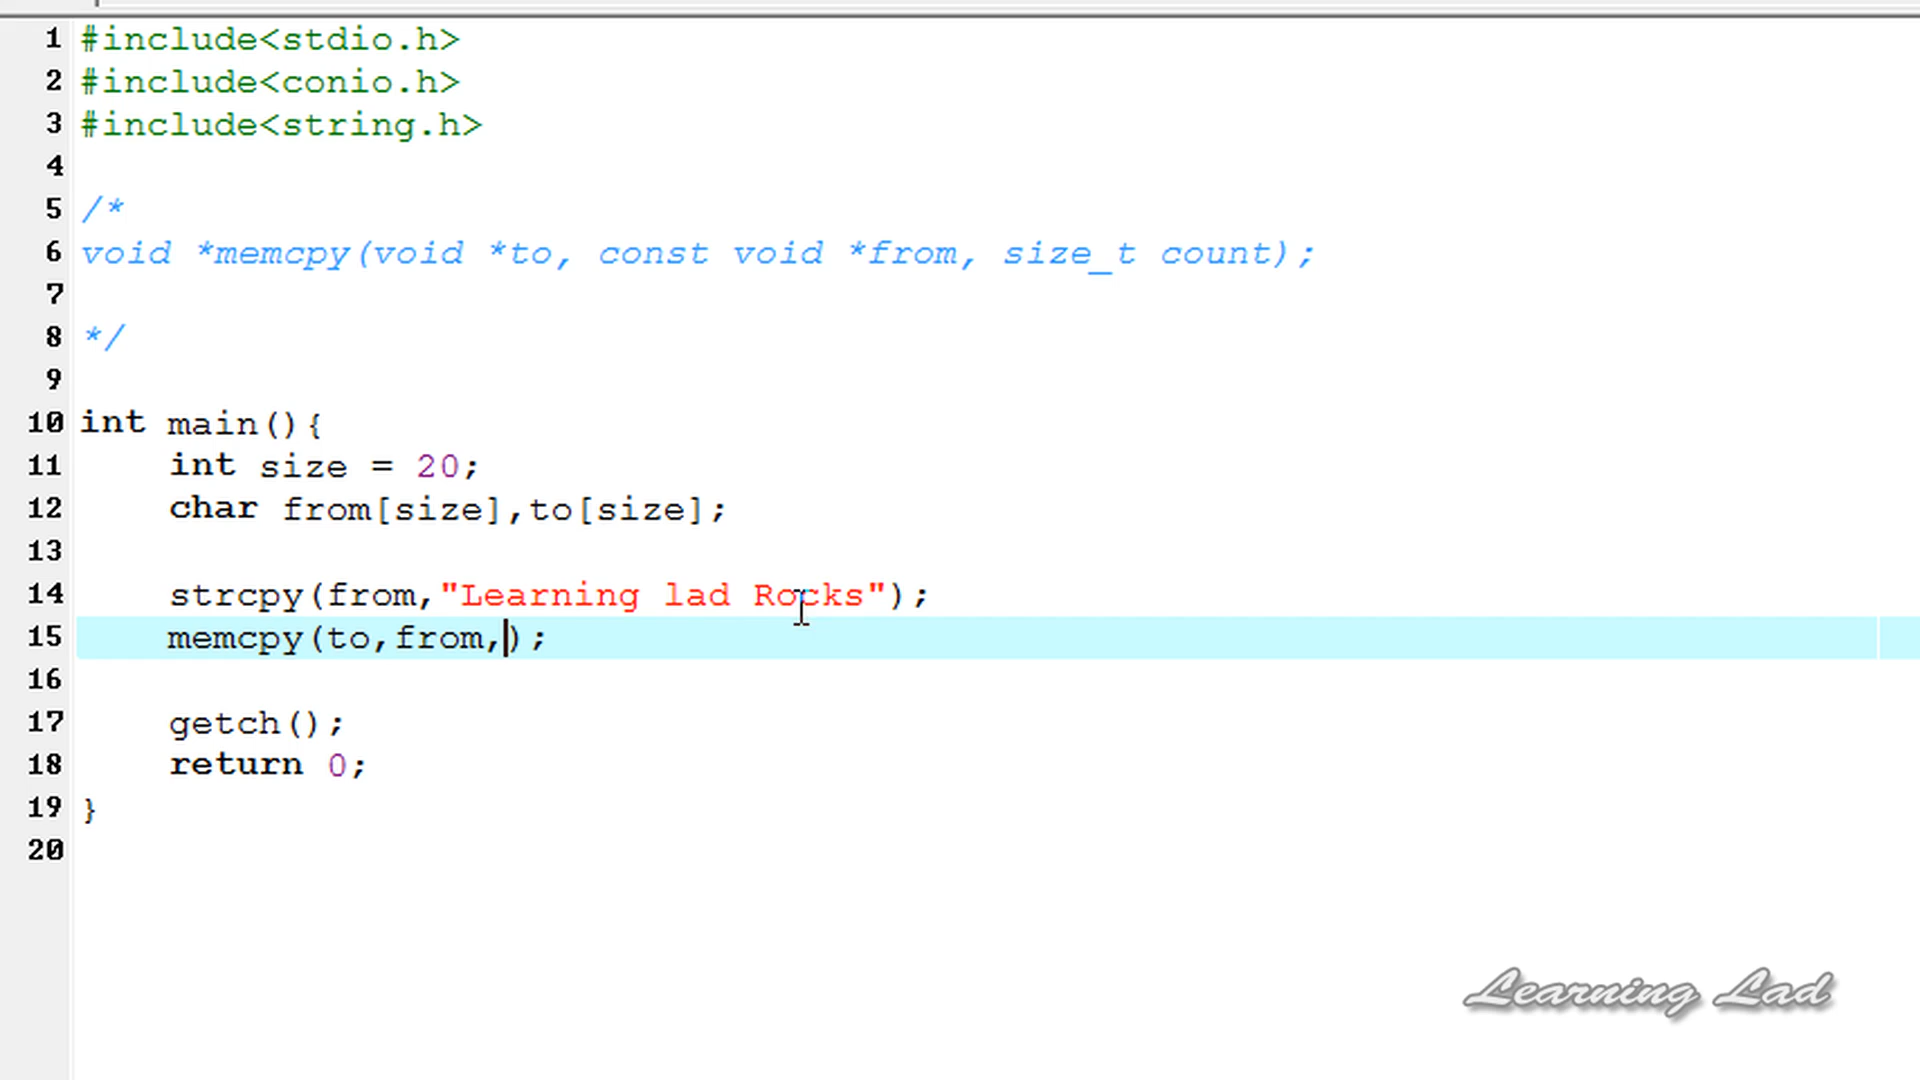 1 #include<stdio.h>
2 #include<conio.h>
3 #include<string.h>
4
5 /*
6 void *memcpy(void *to, const void *from, size_t count);
7
8 */
9
10 int main(){
11     int size = 20;
12     char from[size],to[size];
13
14     strcpy(from,"Learning lad Rocks");
15     memcpy(to,from,);
16
17     getch();
18     return 0;
19 }
20
Learning Lad